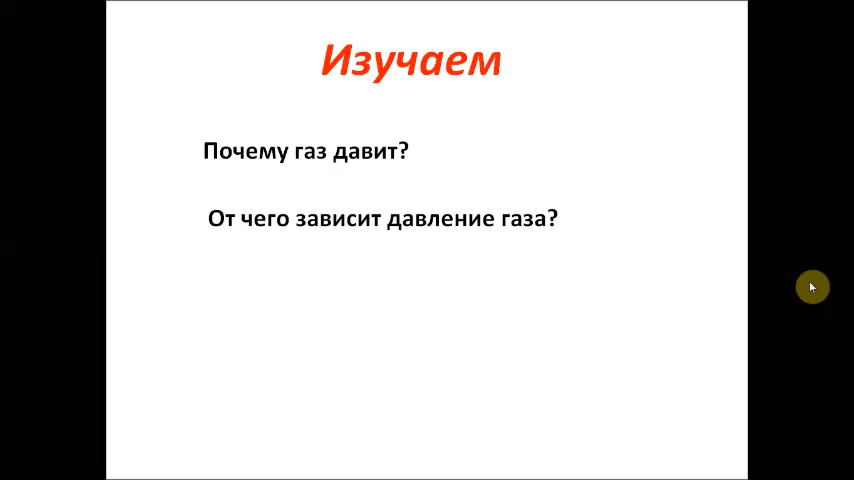 Изучаем
Почему газ давит?
От чего зависит давление газа?